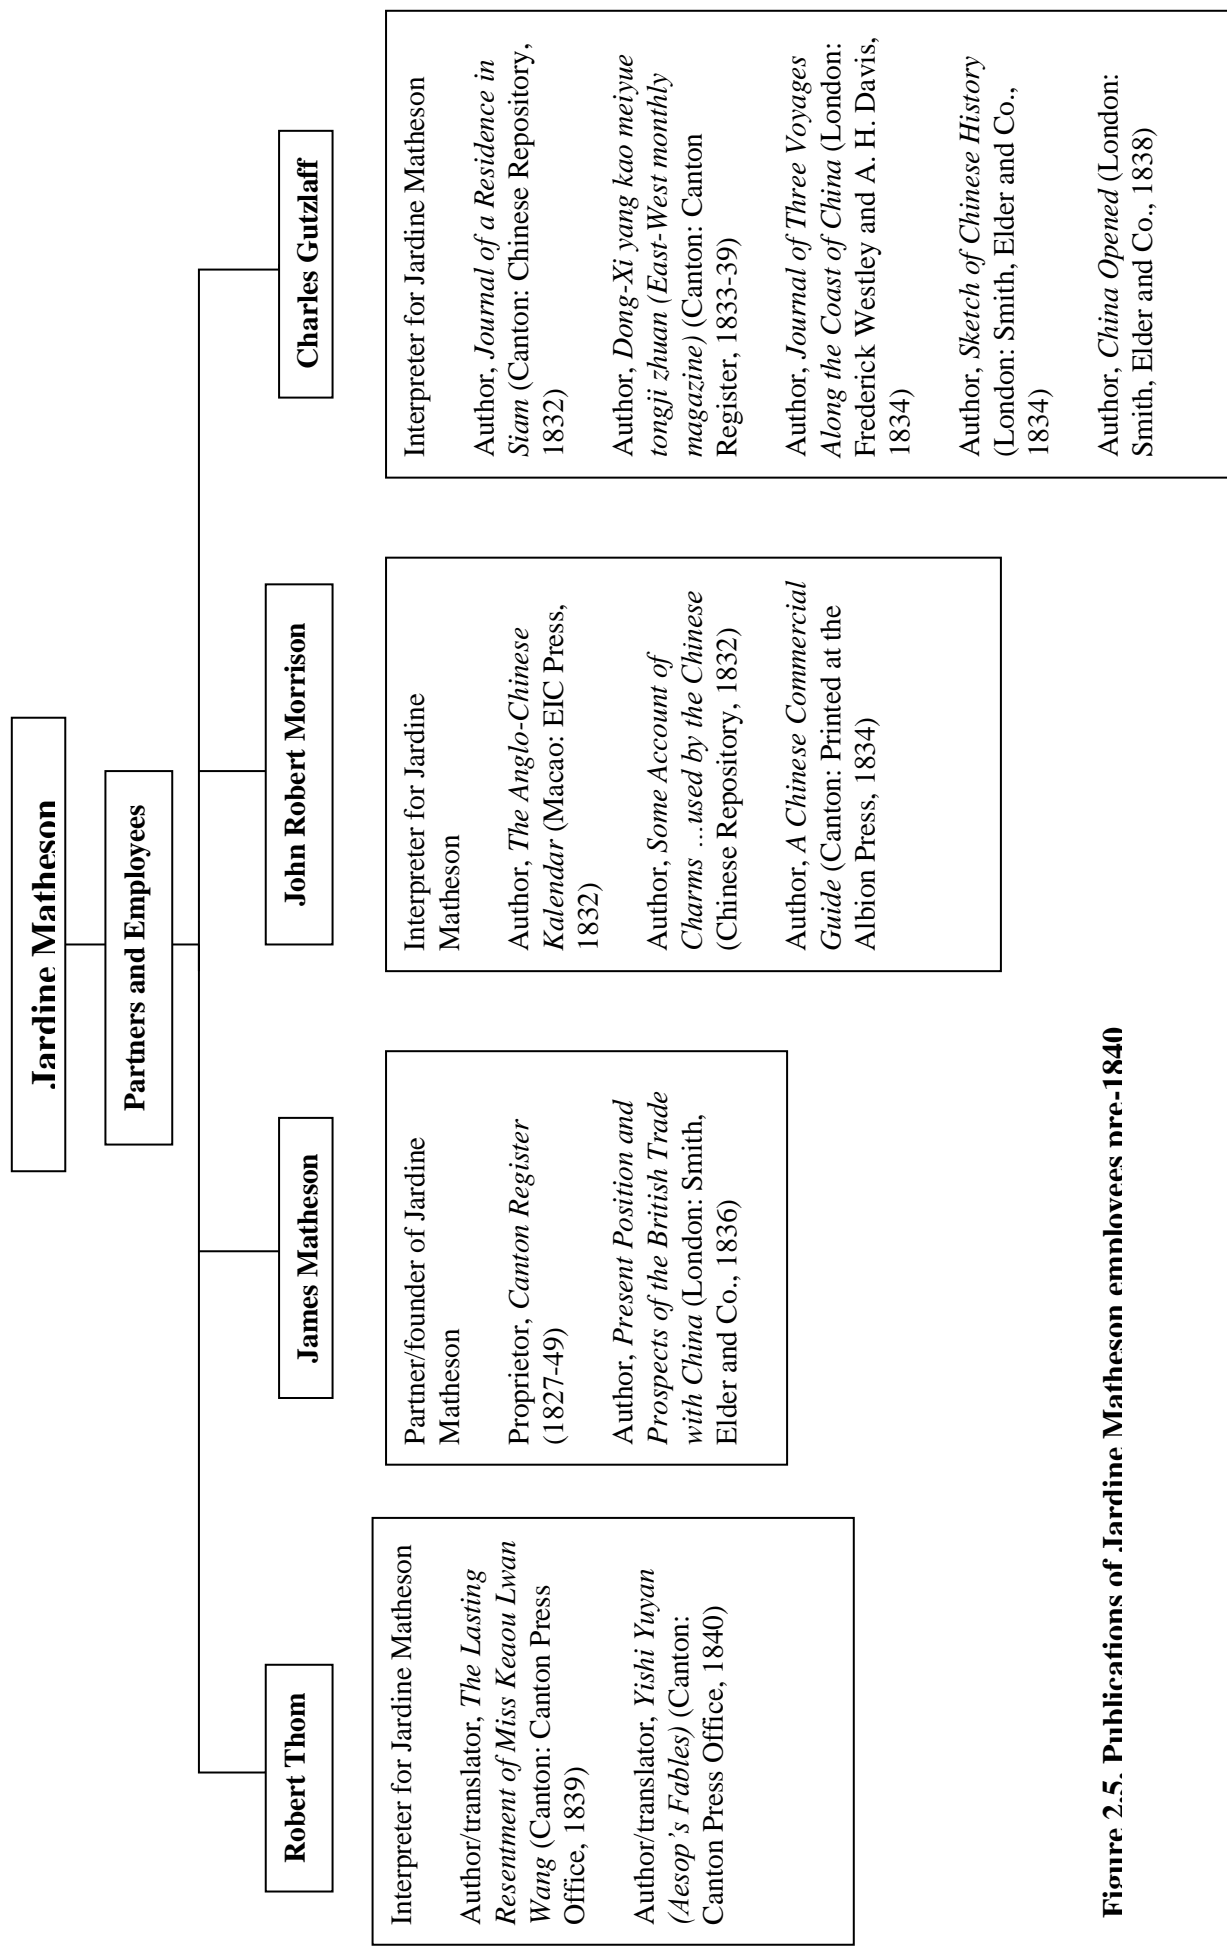 Jardine Matheson
Partners and Employees
Robert Thom
James Matheson
John Robert Morrison
Charles Gutzlaff
Interpreter for Jardine Matheson
Author/translator, The Lasting
Resentment of Miss Keaou Lwan
Wang (Canton: Canton Press
Office, 1839)
Author/translator, Yishi Yuyan
(Aesop's Fables) (Canton:
Canton Press Office, 1840)
Partner/founder of Jardine
Matheson
Proprietor, Canton Register
(1827-49)
Author, Present Position and
Prospects of the British Trade
with China (London: Smith,
Elder and Co., 1836)
Interpreter for Jardine
Matheson
Author, The Anglo-Chinese
Kalendar (Macao: EIC Press,
1832)
Author, Some Account of
Charms ...used by the Chinese
(Chinese Repository, 1832)
Author, A Chinese Commercial
Guide (Canton: Printed at the
Albion Press, 1834)
Interpreter for Jardine Matheson
Author, Journal of a Residence in
Siam (Canton: Chinese Repository,
1832)
Author, Dong-Xi yang kao meiyue
tongji zhuan (East-West monthly
magazine) (Canton: Canton
Register, 1833-39)
Author, Journal of Three Voyages
Along the Coast of China (London:
Frederick Westley and A. H. Davis,
1834)
Author, Sketch of Chinese History
(London: Smith, Elder and Co.,
1834)
Author, China Opened (London:
Smith, Elder and Co., 1838)
Figure 2.5. Publications of Jardine Matheson employees pre-1840